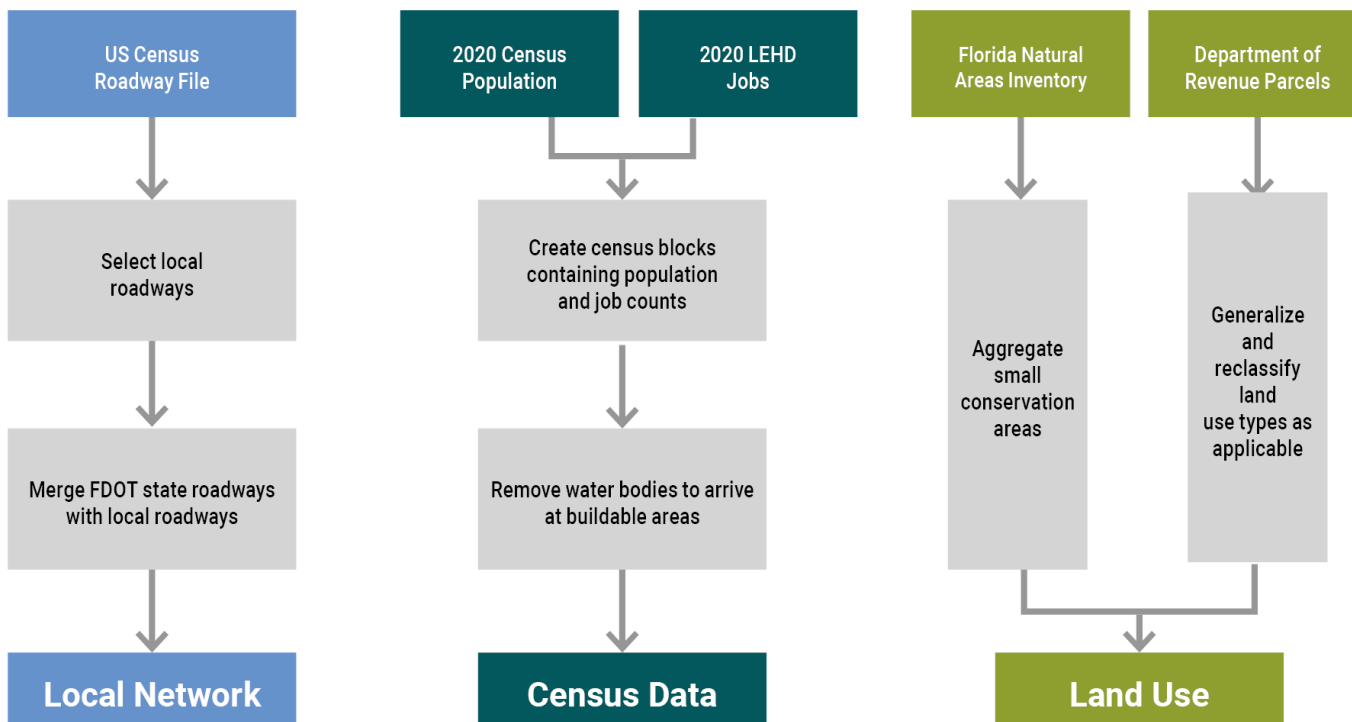 US Census
Roadway File
2020 Census
Population
2020 LEHD
Jobs
Florida Natural
Areas Inventory
Department of
Revenue Parcels
Select local
roadways
Create census blocks
containing population
and job counts
Aggregate
small
conservation
areas
Generalize
and
reclassify
land
use types as
applicable
Merge FDOT state roadways
with local roadways
Remove water bodies to arrive
at buildable areas
Local Network
Census Data
Land Use